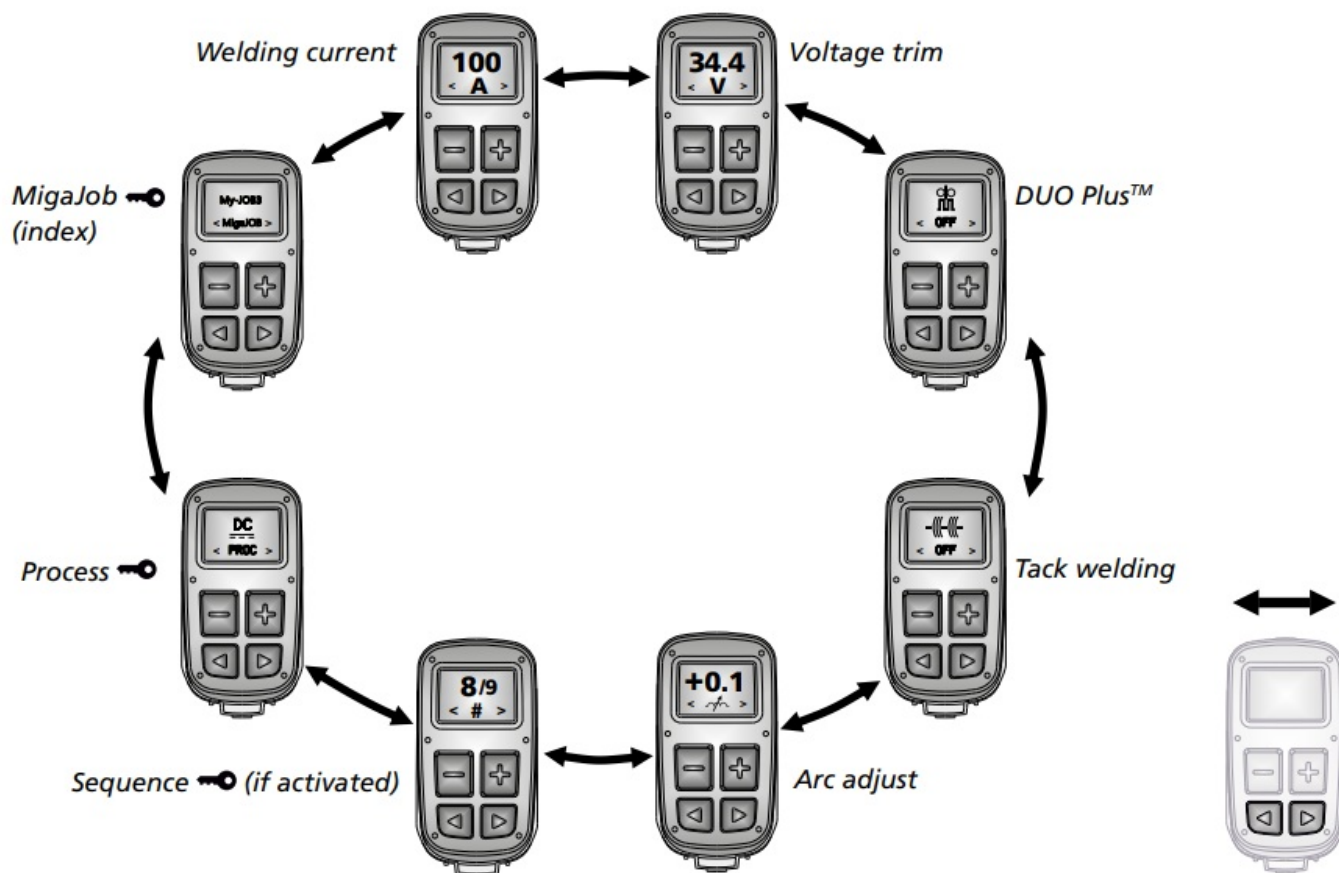 Welding current
100
< A >
34.4
< V >
Voltage trim
MigaJob
(index)
My-JOB3
< MigaJOB >
< OFF >
DUO Plus™
Process
DC
< PROC >
< OFF >
Tack welding
Sequence (if activated)
8/9
< # >
+0.1
< >
Arc adjust